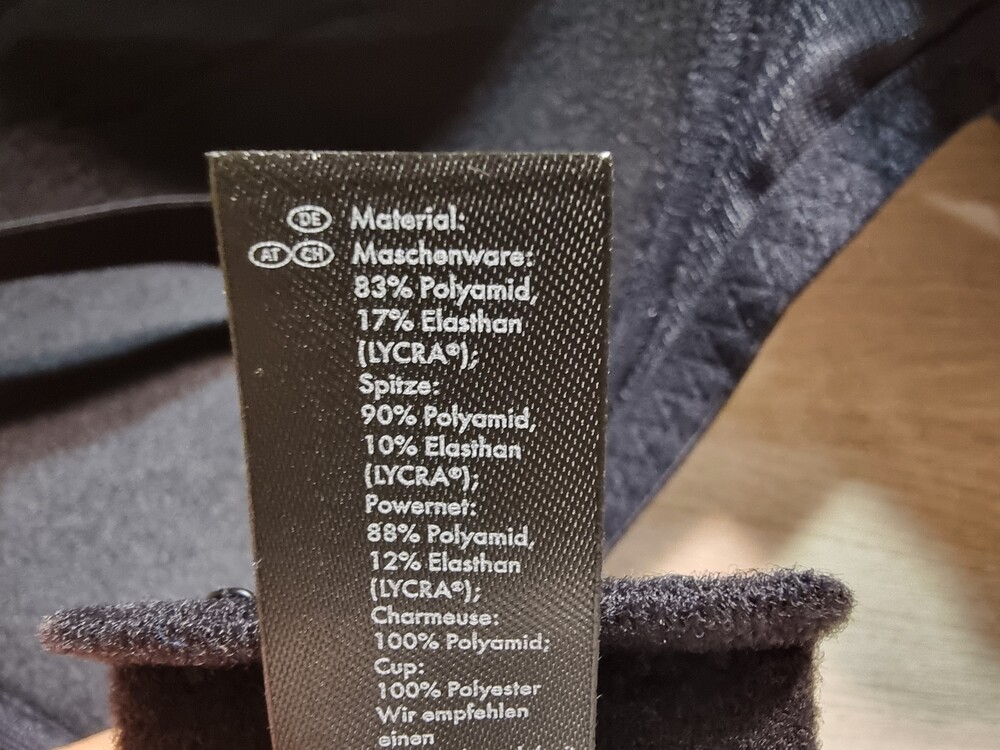 DE Material:
AT CH Maschenware:
83% Polyamid,
17% Elasthan
(LYCRA®);
Spitze:
90% Polyamid,
10% Elasthan
(LYCRA®);
Powernet:
88% Polyamid,
12% Elasthan
(LYCRA®);
Charmeuse:
100% Polyamid;
Cup:
100% Polyester
Wir empfehlen
einen